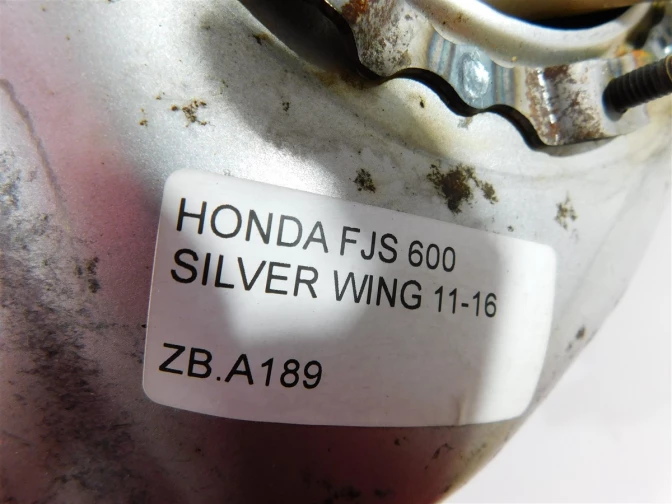 HONDA FJS 600
SILVER WING 11-16
ZB.A189